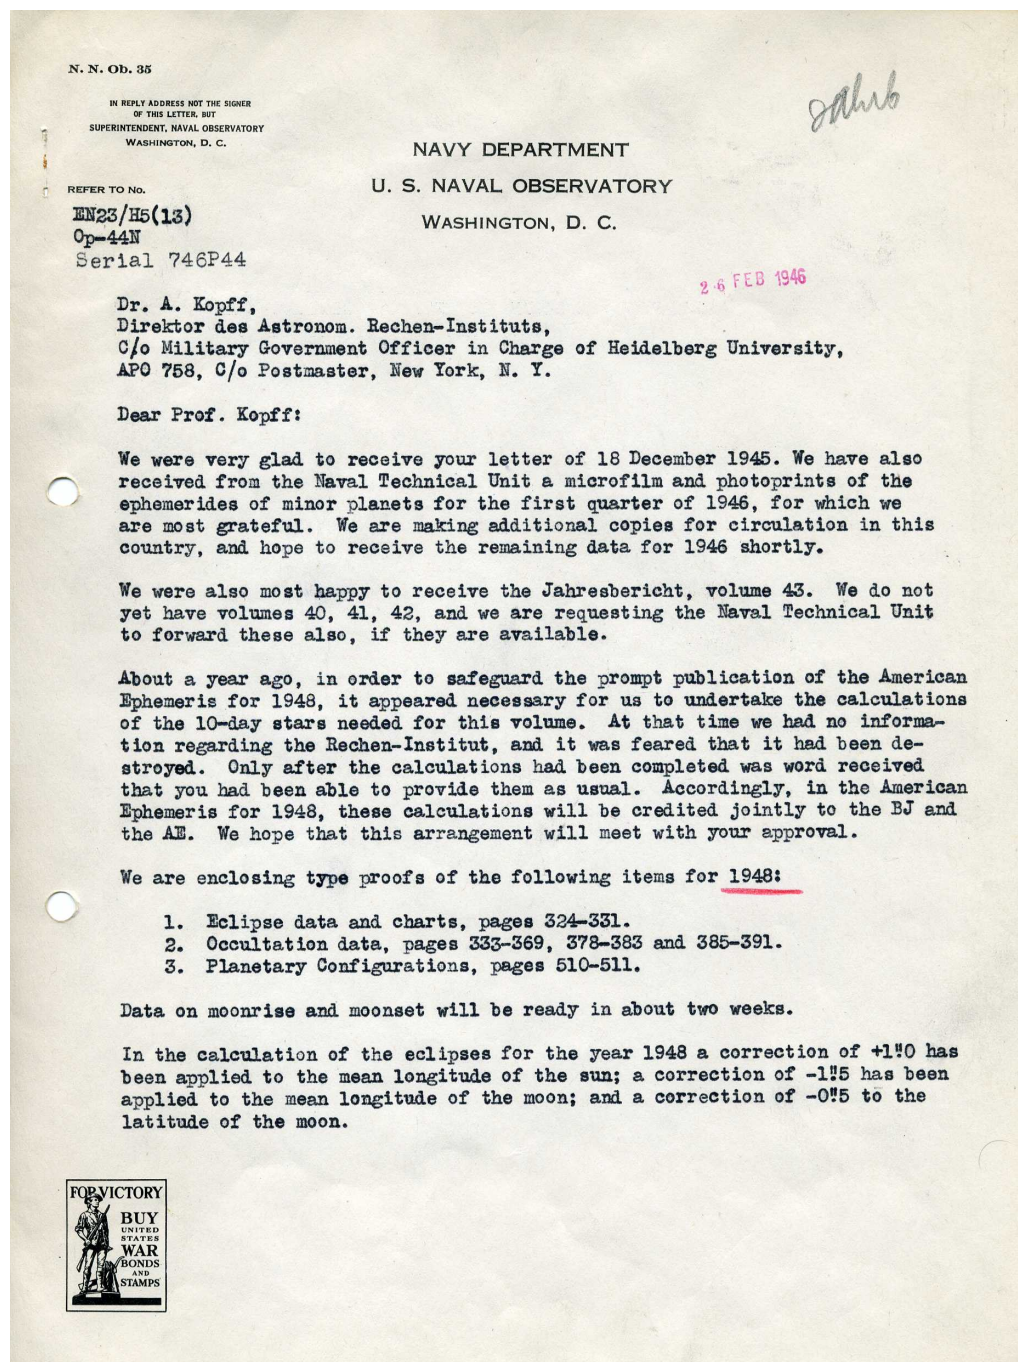 N. N. Ob. 35
IN REPLY ADDRESS NOT THE SIGNER
OF THIS LETTER, BUT
SUPERINTENDENT, NAVAL OBSERVATORY
WASHINGTON, D. C.
NAVY DEPARTMENT
U. S. NAVAL OBSERVATORY
WASHINGTON, D. C.
REFER TO No.
EN23/H5(13)
Op-44N
Serial 746P44
26 FEB 1946
Dr. A. Kopff,
Direktor des Astronom. Rechen-Instituts,
C/o Military Government Officer in Charge of Heidelberg University,
APO 758, C/o Postmaster, New York, N. Y.
Dear Prof. Kopff:
We were very glad to receive your letter of 18 December 1945. We have also
received from the Naval Technical Unit a microfilm and photoprints of the
ephemerides of minor planets for the first quarter of 1946, for which we
are most grateful. We are making additional copies for circulation in this
country, and hope to receive the remaining data for 1946 shortly.
We were also most happy to receive the Jahresbericht, volume 43. We do not
yet have volumes 40, 41, 42, and we are requesting the Naval Technical Unit
to forward these also, if they are available.
About a year ago, in order to safeguard the prompt publication of the American
Ephemeris for 1948, it appeared necessary for us to undertake the calculations
of the 10-day stars needed for this volume. At that time we had no informa-
tion regarding the Rechen-Institut, and it was feared that it had been de-
stroyed. Only after the calculations had been completed was word received
that you had been able to provide them as usual. Accordingly, in the American
Ephemeris for 1948, these calculations will be credited jointly to the BJ and
the AE. We hope that this arrangement will meet with your approval.
We are enclosing type proofs of the following items for 1948:
1. Eclipse data and charts, pages 324-331.
2. Occultation data, pages 333-369, 378-383 and 385-391.
3. Planetary Configurations, pages 510-511.
Data on moonrise and moonset will be ready in about two weeks.
In the calculation of the eclipses for the year 1948 a correction of +1".0 has
been applied to the mean longitude of the sun; a correction of -1".5 has been
applied to the mean longitude of the moon; and a correction of -0".5 to the
latitude of the moon.
FOR VICTORY
BUY
UNITED
STATES
WAR
BONDS
AND
STAMPS